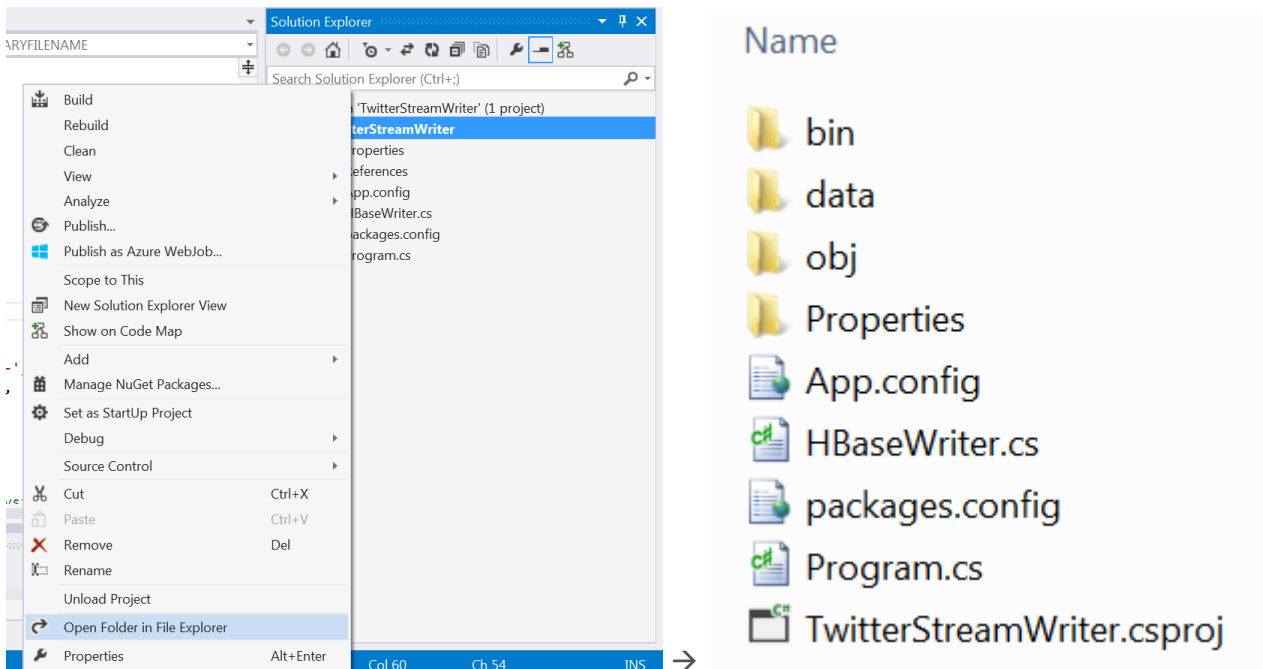 Solution Explorer
ARYFILENAME
Search Solution Explorer (Ctrl+;)
'TwitterStreamWriter' (1 project)
terStreamWriter
roperties
eferences
pp.config
HBaseWriter.cs
ackages.config
rogram.cs
Build
Rebuild
Clean
View
Analyze
Publish...
Publish as Azure WebJob...
Scope to This
New Solution Explorer View
Show on Code Map
Add
Manage NuGet Packages...
Set as StartUp Project
Debug
Source Control
Cut Ctrl+X
Paste Ctrl+V
Remove Del
Rename
Unload Project
Open Folder in File Explorer
Properties Alt+Enter
Col 60 Ch 54 INS
→
Name
bin
data
obj
Properties
App.config
HBaseWriter.cs
packages.config
Program.cs
TwitterStreamWriter.csproj